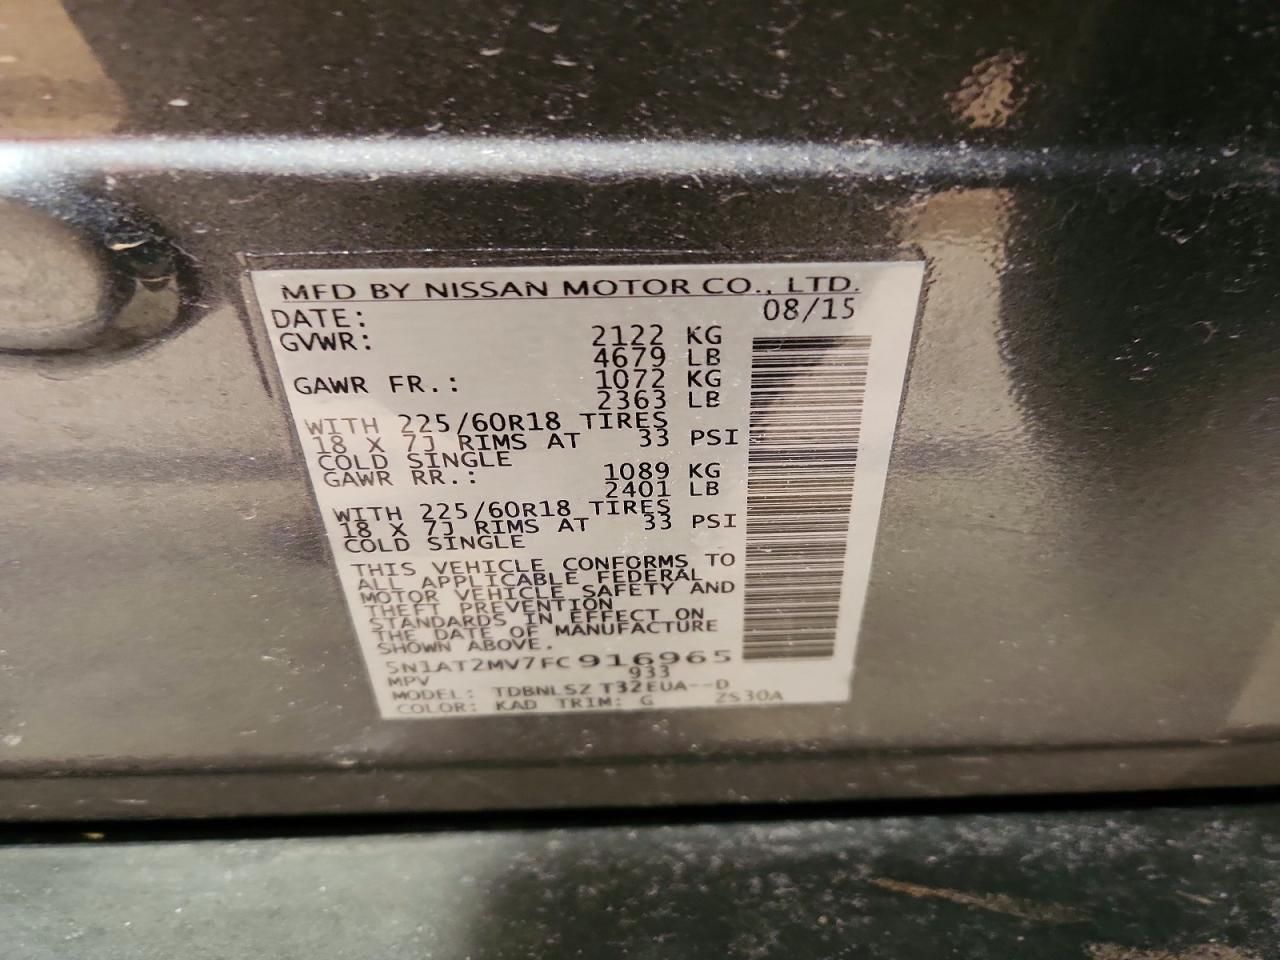 MFD BY NISSAN MOTOR CO., LTD.
DATE: 08/15
GVWR: 2122 KG
4679 LB
GAWR FR.: 1072 KG
2363 LB
WITH 225/60R18 TIRES
18 X 7J RIMS AT 33 PSI
COLD SINGLE
GAWR RR.: 1089 KG
2401 LB
WITH 225/60R18 TIRES
18 X 7J RIMS AT 33 PSI
COLD SINGLE
THIS VEHICLE CONFORMS TO
ALL APPLICABLE FEDERAL
MOTOR VEHICLE SAFETY AND
THEFT PREVENTION
STANDARDS IN EFFECT ON
THE DATE OF MANUFACTURE
SHOWN ABOVE.
5N1AT2MV7FC916965
MPV 933
MODEL: TDBNLSZ T32EUA--D
COLOR: KAD TRIM: G ZS30A